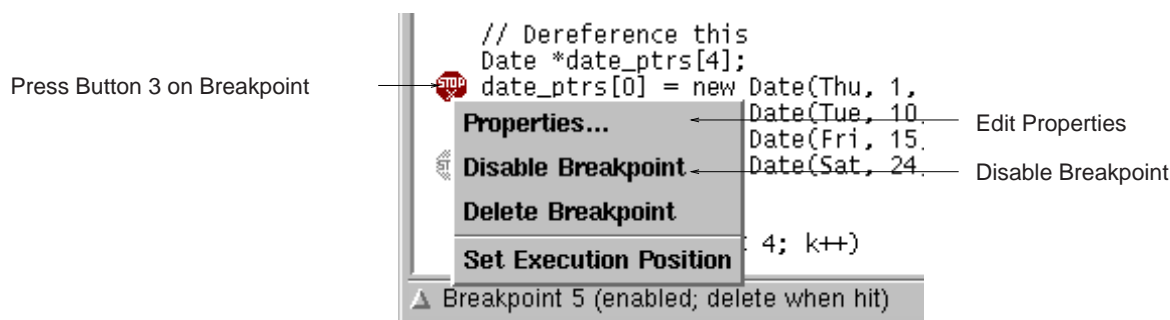 // Dereference this
Date *date_ptrs[4];
Press Button 3 on Breakpoint
STOP date_ptrs[0] = new Date(Thu, 1,
Properties... Date(Tue, 10,
Edit Properties
Date(Fri, 15,
ST Disable Breakpoint Date(Sat, 24,
Disable Breakpoint
Delete Breakpoint
4; k++)
Set Execution Position
Breakpoint 5 (enabled; delete when hit)